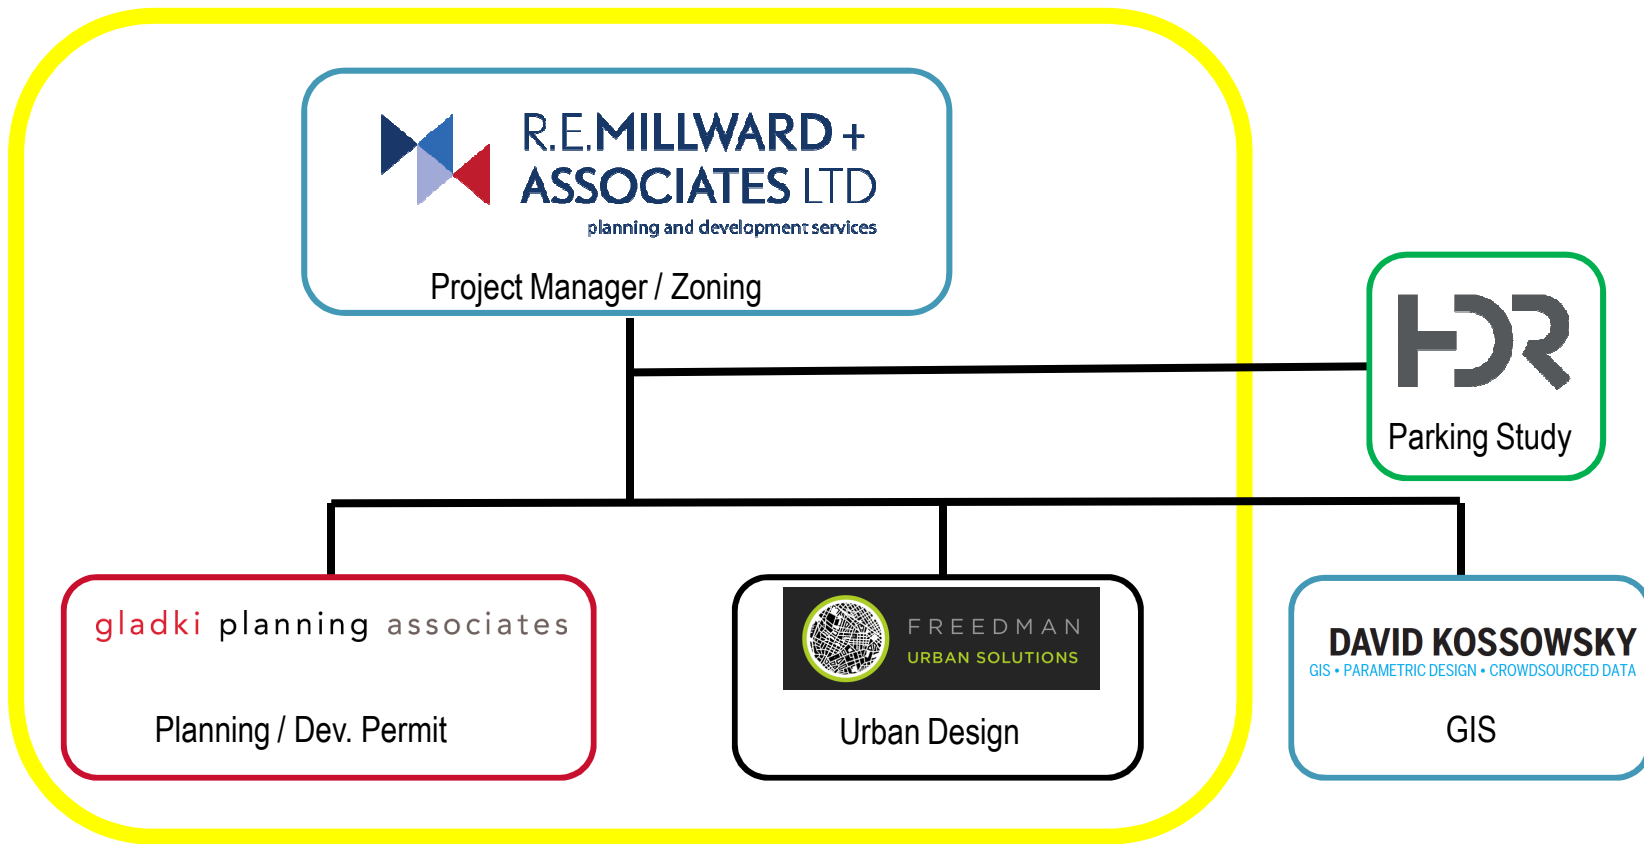 R.E.MILLWARD +
ASSOCIATES LTD
planning and development services
Project Manager / Zoning
HDR
Parking Study
gladki planning associates
Planning / Dev. Permit
FREEDMAN
URBAN SOLUTIONS
Urban Design
DAVID KOSSOWSKY
GIS • PARAMETRIC DESIGN • CROWDSOURCED DATA
GIS